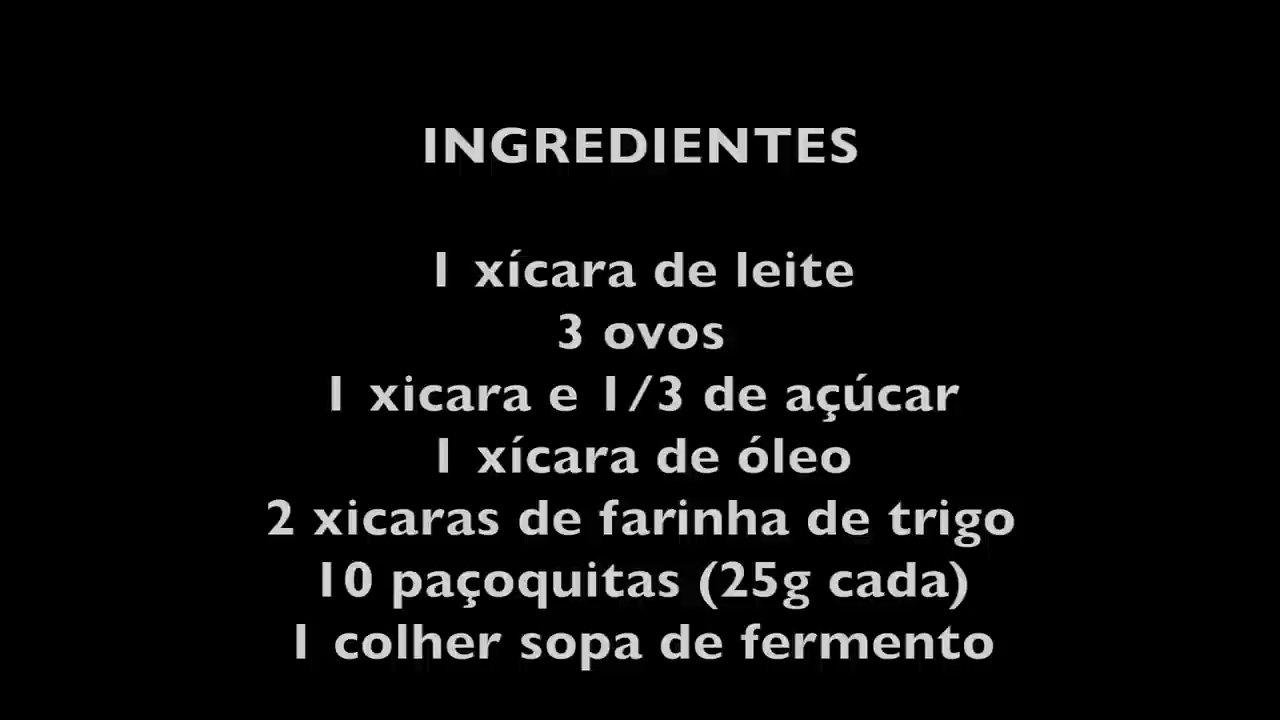 INGREDIENTES
1 xícara de leite
3 ovos
1 xicara e 1/3 de açúcar
1 xícara de óleo
2 xicaras de farinha de trigo
10 paçoquitas (25g cada)
1 colher sopa de fermento